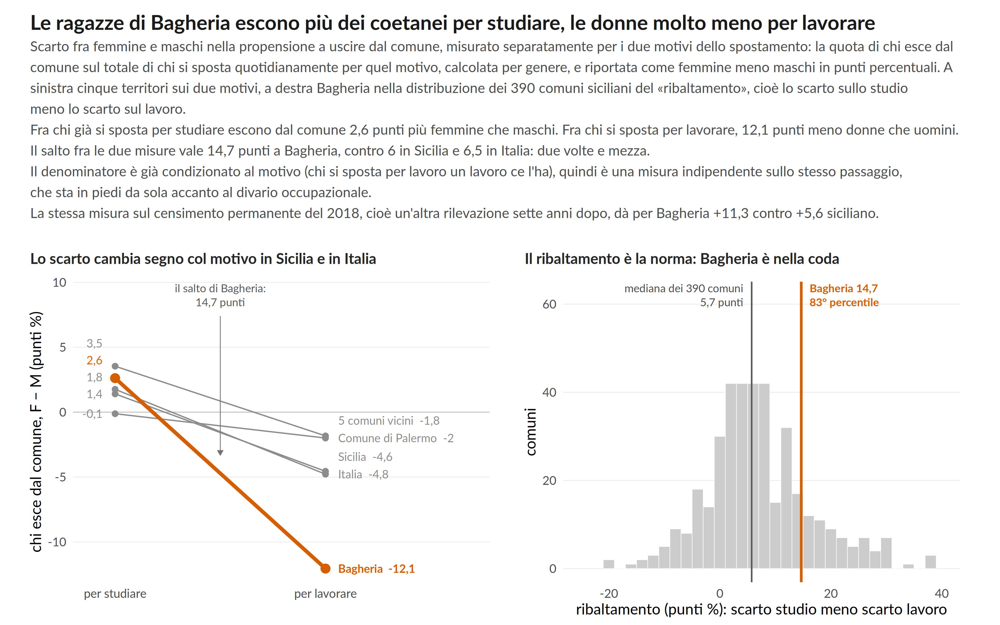 Le ragazze di Bagheria escono più dei coetanei per studiare, le donne molto meno per lavorare
Scarto fra femmine e maschi nella propensione a uscire dal comune, misurato separatamente per i due motivi dello spostamento: la quota di chi esce dal
comune sul totale di chi si sposta quotidianamente per quel motivo, calcolata per genere, e riportata come femmine meno maschi in punti percentuali. A
sinistra cinque territori sui due motivi, a destra Bagheria nella distribuzione dei 390 comuni siciliani del «ribaltamento», cioè lo scarto sullo studio
meno lo scarto sul lavoro.
Fra chi già si sposta per studiare escono dal comune 2,6 punti più femmine che maschi. Fra chi si sposta per lavorare, 12,1 punti meno donne che uomini.
Il salto fra le due misure vale 14,7 punti a Bagheria, contro 6 in Sicilia e 6,5 in Italia: due volte e mezza.
Il denominatore è già condizionato al motivo (chi si sposta per lavoro un lavoro ce l'ha), quindi è una misura indipendente sullo stesso passaggio,
che sta in piedi da sola accanto al divario occupazionale.
La stessa misura sul censimento permanente del 2018, cioè un'altra rilevazione sette anni dopo, dà per Bagheria +11,3 contro +5,6 siciliano.
Lo scarto cambia segno col motivo in Sicilia e in Italia
chi esce dal comune, F – M (punti %)
10
5
0
-5
-10
il salto di Bagheria:
14,7 punti
3,5
2,6
1,8
1,4
-0,1
5 comuni vicini -1,8
Comune di Palermo -2
Sicilia -4,6
Italia -4,8
Bagheria -12,1
per studiare
per lavorare
Il ribaltamento è la norma: Bagheria è nella coda
comuni
60
40
20
0
mediana dei 390 comuni
5,7 punti
Bagheria 14,7
83° percentile
-20
0
20
40
ribaltamento (punti %): scarto studio meno scarto lavoro